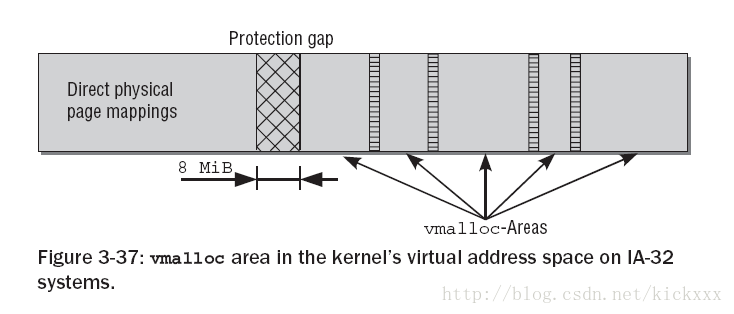 Protection gap
Direct physical
page mappings
8 MiB
vmalloc-Areas
Figure 3-37: vmalloc area in the kernel's virtual address space on IA-32
systems.
http://blog.csdn.net/kickxxx